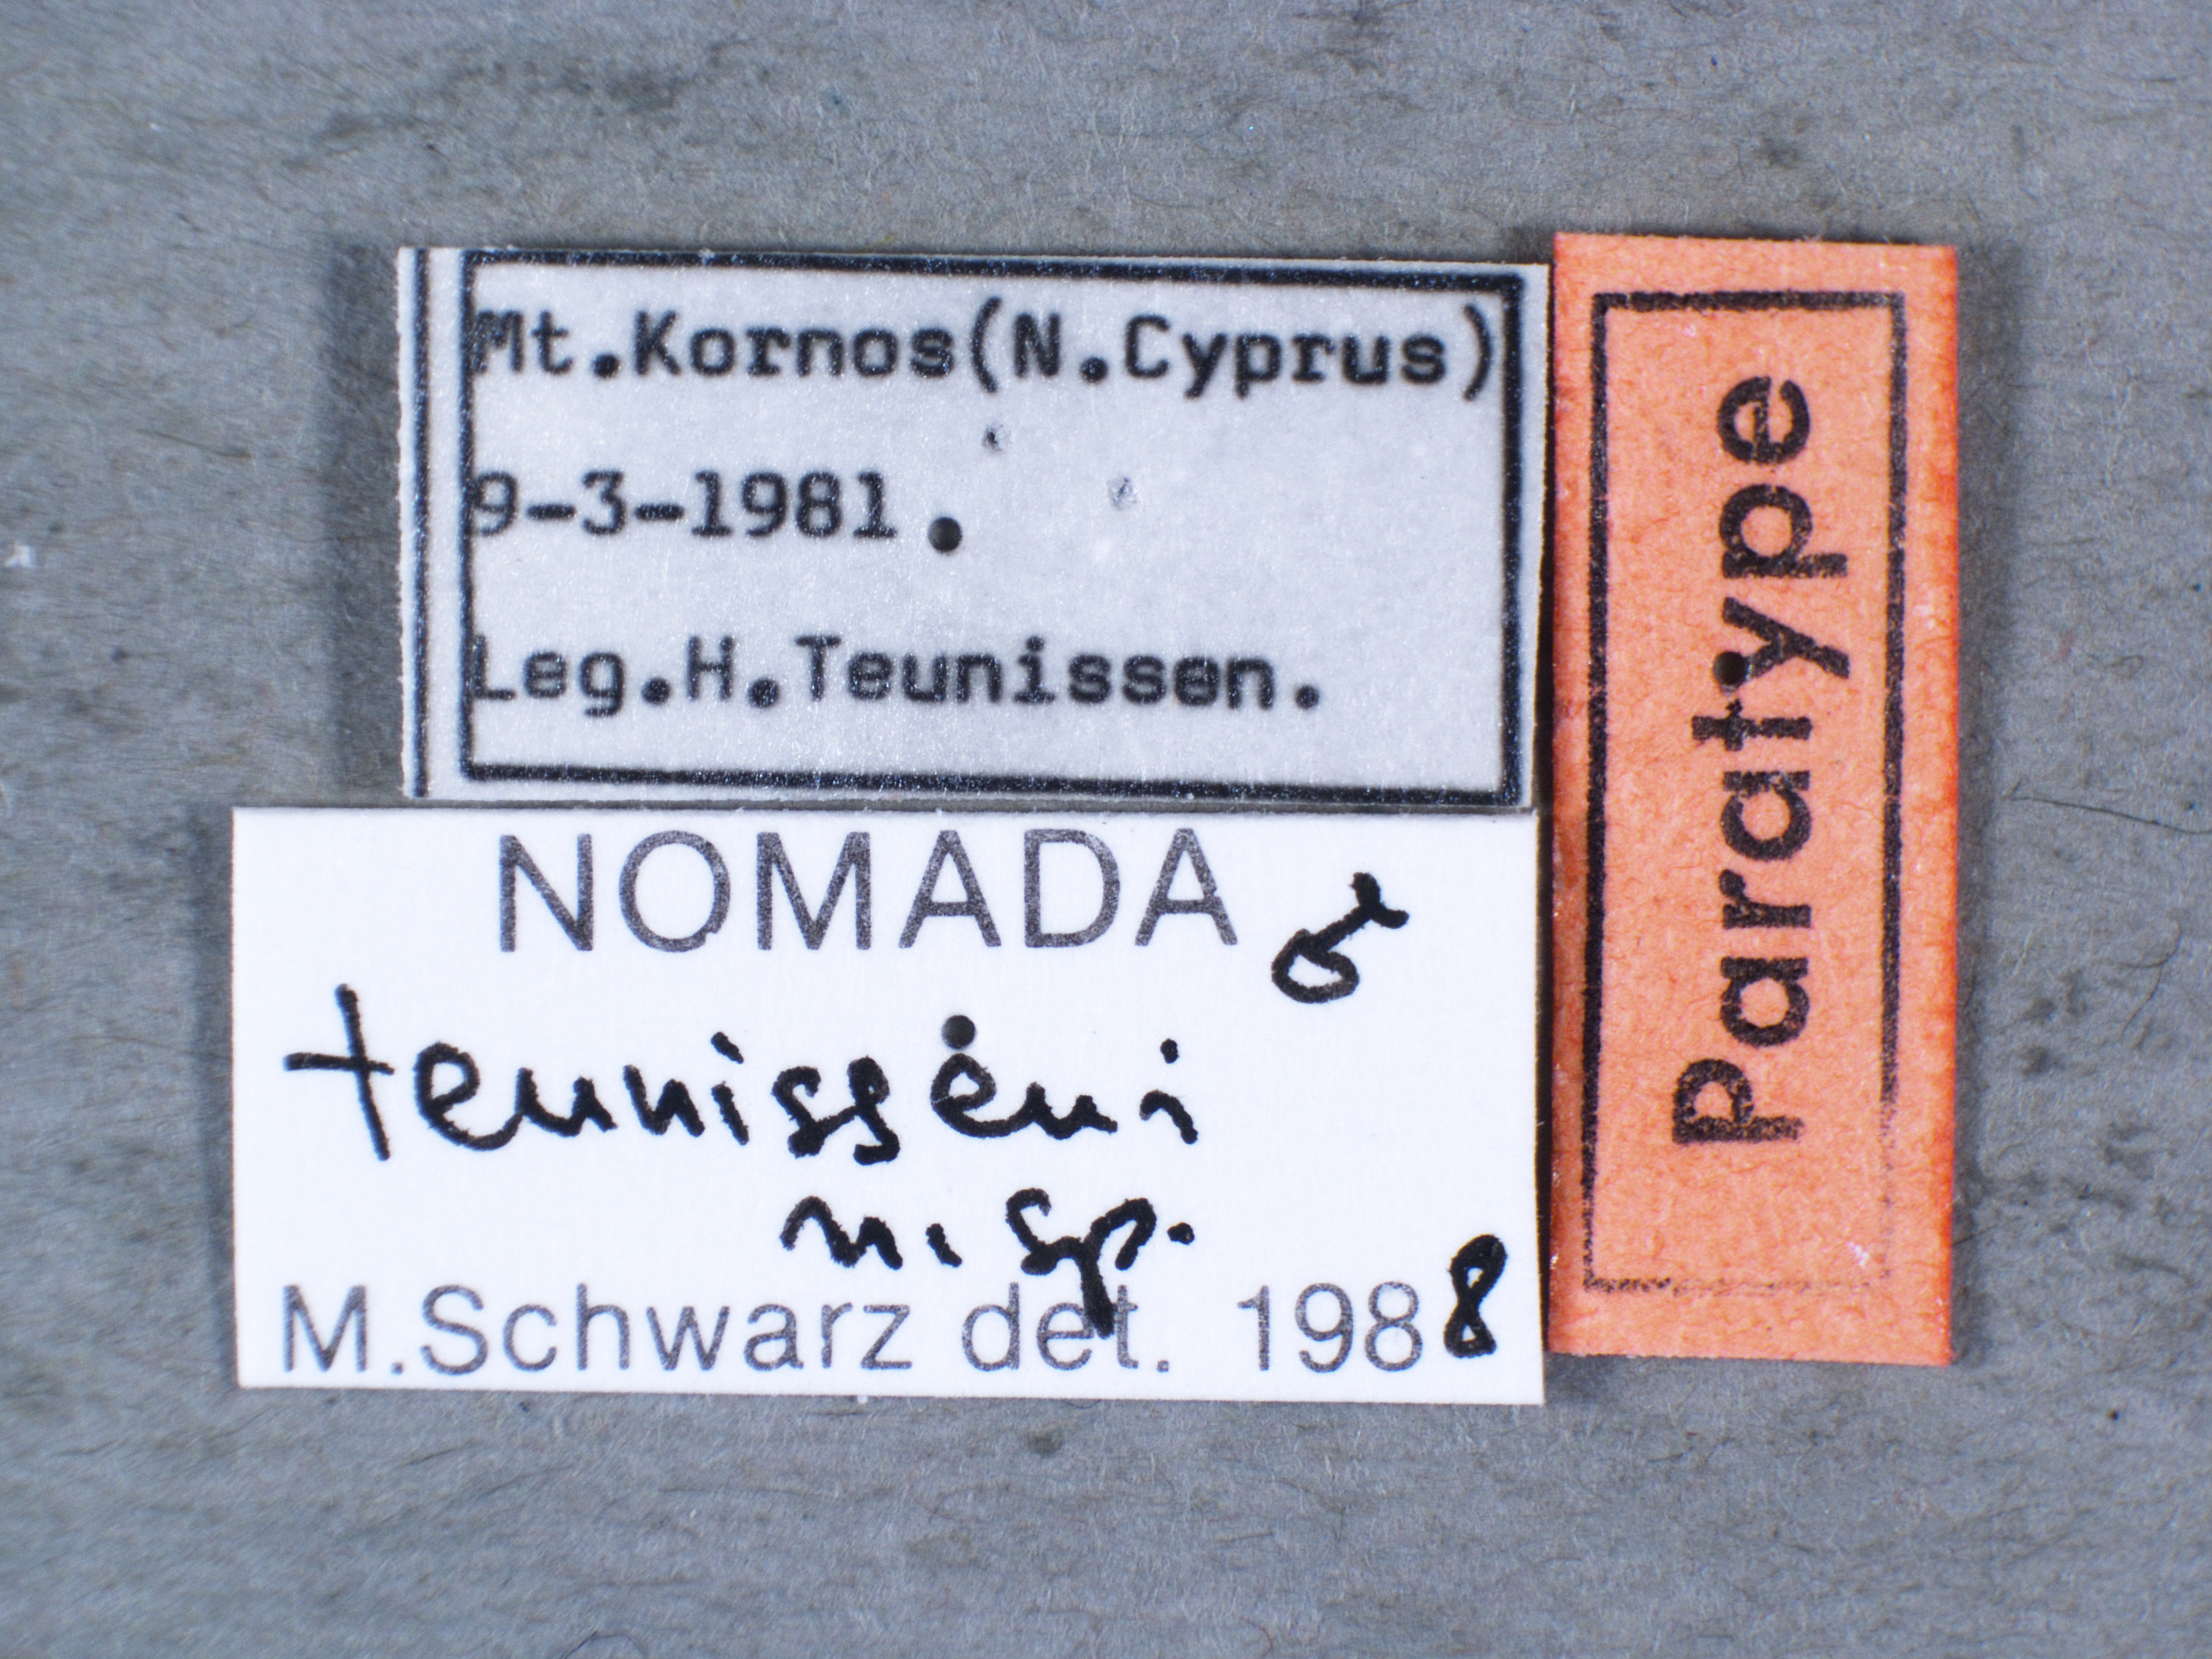 Mt.Kornos(N.Cyprus)
9-3-1981.
Leg.H.Teunissen.
NOMADA ♂
teunisseni
n. sp.
M.Schwarz det. 1988
Paratype